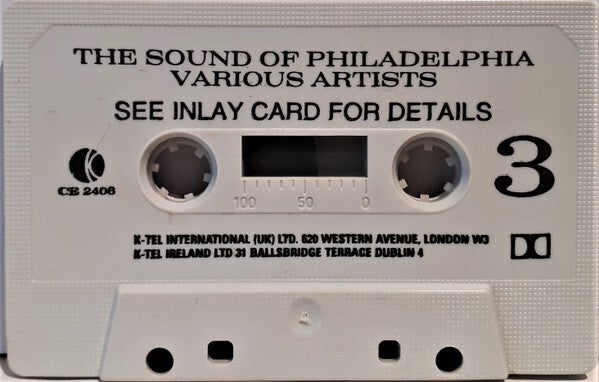 THE SOUND OF PHILADELPHIA
VARIOUS ARTISTS
SEE INLAY CARD FOR DETAILS
3
CE 2406
100 50 0
K-TEL INTERNATIONAL (UK) LTD. 620 WESTERN AVENUE, LONDON W3
K-TEL IRELAND LTD 31 BALLSBRIDGE TERRACE DUBLIN 4